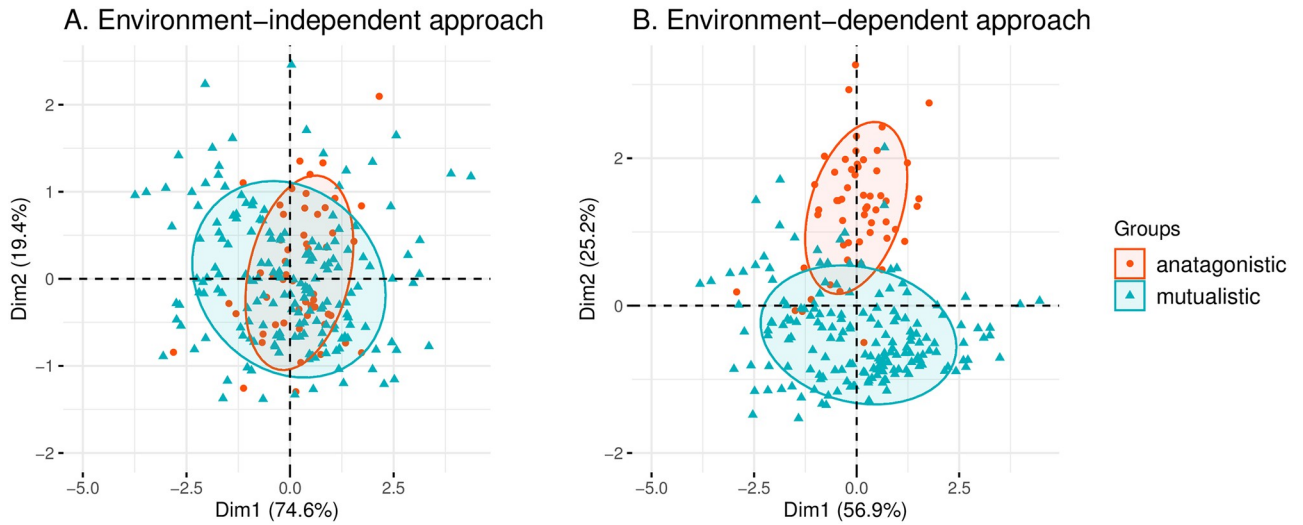 A. Environment−independent approach
B. Environment−dependent approach
2
1
0
−1
−2
−5.0
−2.5
0.0
2.5
Dim1 (74.6%)
Dim2 (19.4%)
2
0
−2
−5.0
−2.5
0.0
2.5
Dim1 (56.9%)
Dim2 (25.2%)
Groups
anatagonistic
mutualistic